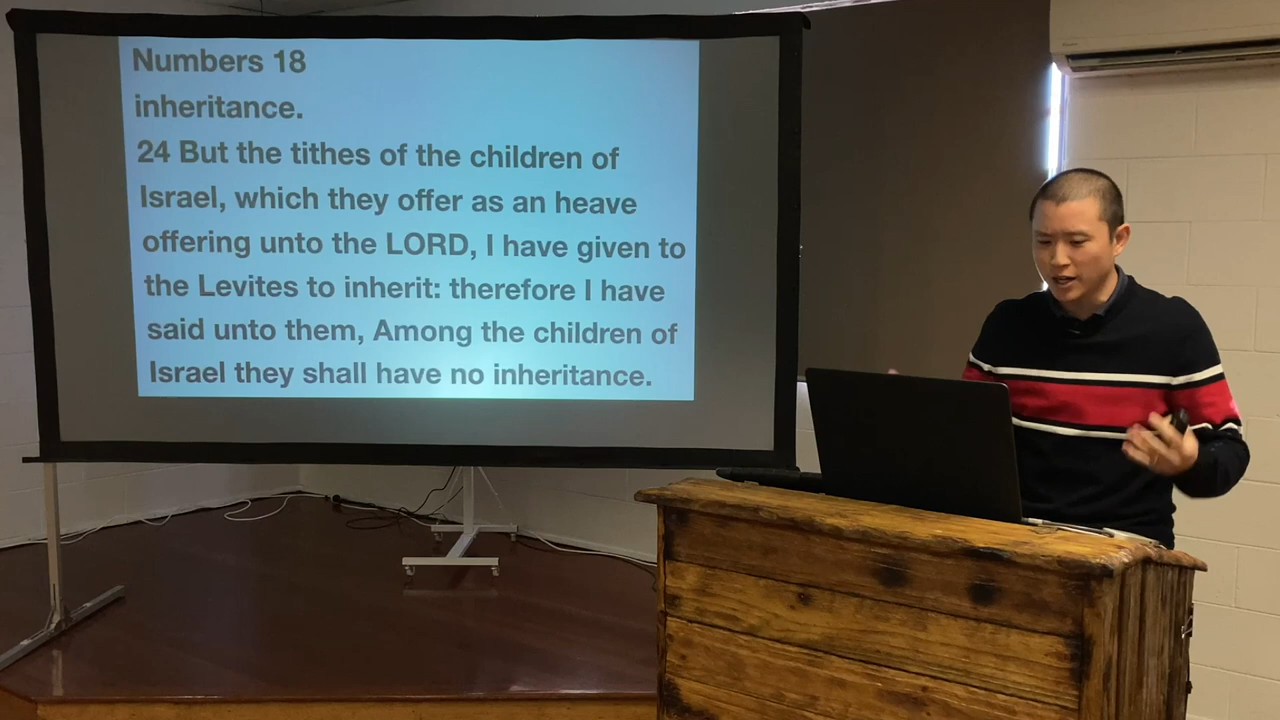 Numbers 18
inheritance.
24 But the tithes of the children of
Israel, which they offer as an heave
offering unto the LORD, I have given to
the Levites to inherit: therefore I have
said unto them, Among the children of
Israel they shall have no inheritance.